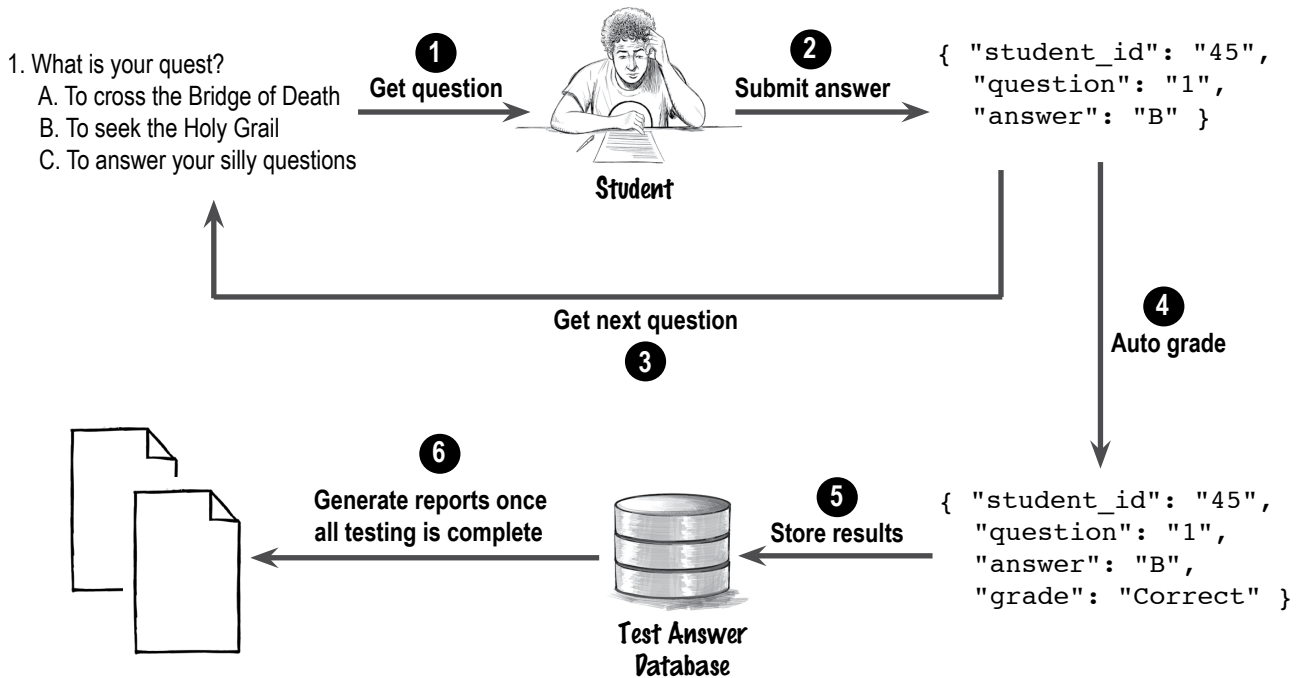 1. What is your quest?
A. To cross the Bridge of Death
B. To seek the Holy Grail
C. To answer your silly questions
1
Get question
Student
2
Submit answer
{ "student_id": "45",
"question": "1",
"answer": "B" }
Get next question
3
4
Auto grade
{ "student_id": "45",
"question": "1",
"answer": "B",
"grade": "Correct" }
5
Store results
Test Answer
Database
6
Generate reports once
all testing is complete